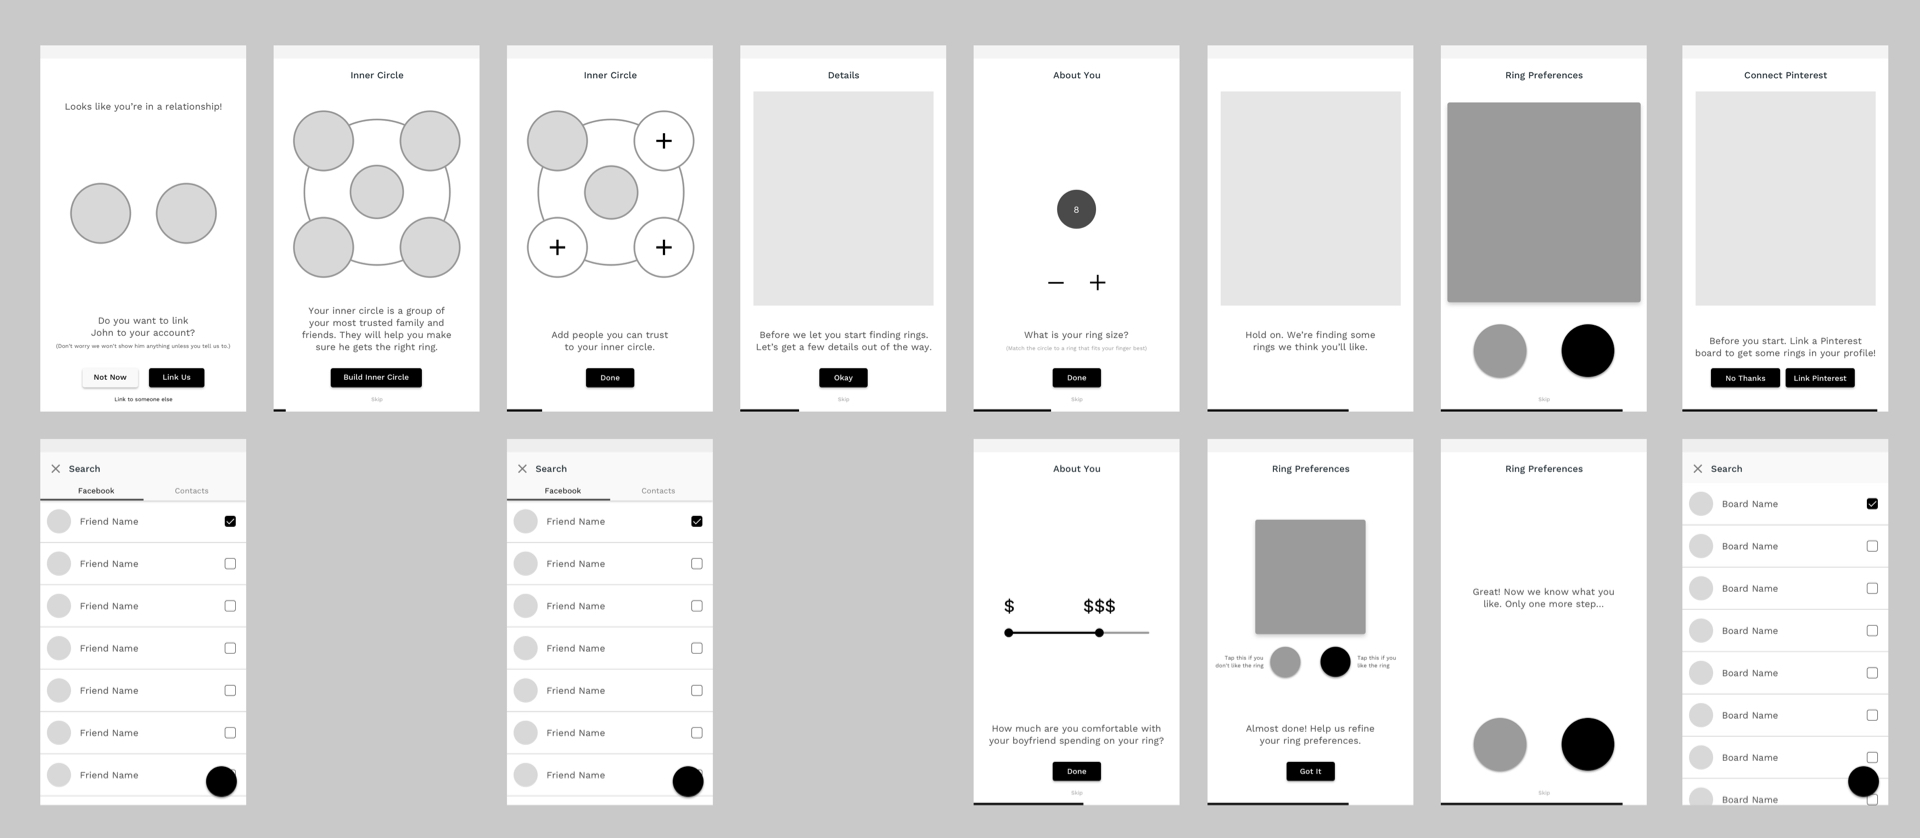 Looks like you're in a relationship!
Do you want to link
John to your account?
(Don't worry we won't show him anything unless you tell us to.)
Not Now
Link Us
Link to someone else
Inner Circle
Your inner circle is a group of
your most trusted family and
friends. They will help you make
sure he gets the right ring.
Build Inner Circle
Skip
Inner Circle
Add people you can trust
to your inner circle.
Done
Skip
Details
Before we let you start finding rings.
Let's get a few details out of the way.
Okay
Skip
About You
8
What is your ring size?
(Match the circle to a ring that fits your finger best)
Done
Skip
Hold on. We're finding some
rings we think you'll like.
Ring Preferences
Skip
Connect Pinterest
Before you start. Link a Pinterest
board to get some rings in your profile!
No Thanks
Link Pinterest
Search
Facebook
Contacts
Friend Name
Friend Name
Friend Name
Friend Name
Friend Name
Friend Name
Friend Name
Search
Facebook
Contacts
Friend Name
Friend Name
Friend Name
Friend Name
Friend Name
Friend Name
Friend Name
About You
$ $$$
How much are you comfortable with
your boyfriend spending on your ring?
Done
Skip
Ring Preferences
Tap this if you
don't like the ring
Tap this if you
like the ring
Almost done! Help us refine
your ring preferences.
Got It
Ring Preferences
Great! Now we know what you
like. Only one more step...
Skip
Search
Board Name
Board Name
Board Name
Board Name
Board Name
Board Name
Board Name
Board Name